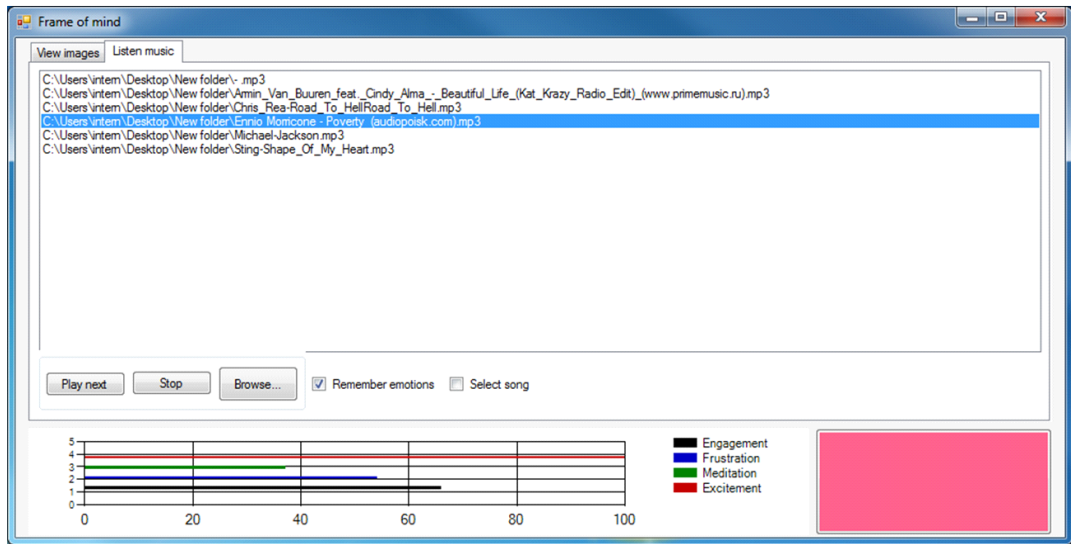 Frame of mind
View images
Listen music
C:\Users\intern\Desktop\New folder\- .mp3
C:\Users\intern\Desktop\New folder\Armin_Van_Buuren_feat._Cindy_Alma_-_Beautiful_Life_(Kat_Krazy_Radio_Edit)_(www.primemusic.ru).mp3
C:\Users\intern\Desktop\New folder\Chris_Rea-Road_To_HellRoad_To_Hell.mp3
C:\Users\intern\Desktop\New folder\Ennio Morricone - Poverty (audiopoisk.com).mp3
C:\Users\intern\Desktop\New folder\Michael-Jackson.mp3
C:\Users\intern\Desktop\New folder\Sting-Shape_Of_My_Heart.mp3
Play next
Stop
Browse...
Remember emotions
Select song
5
4
3
2
1
0
0 20 40 60 80 100
Engagement
Frustration
Meditation
Excitement